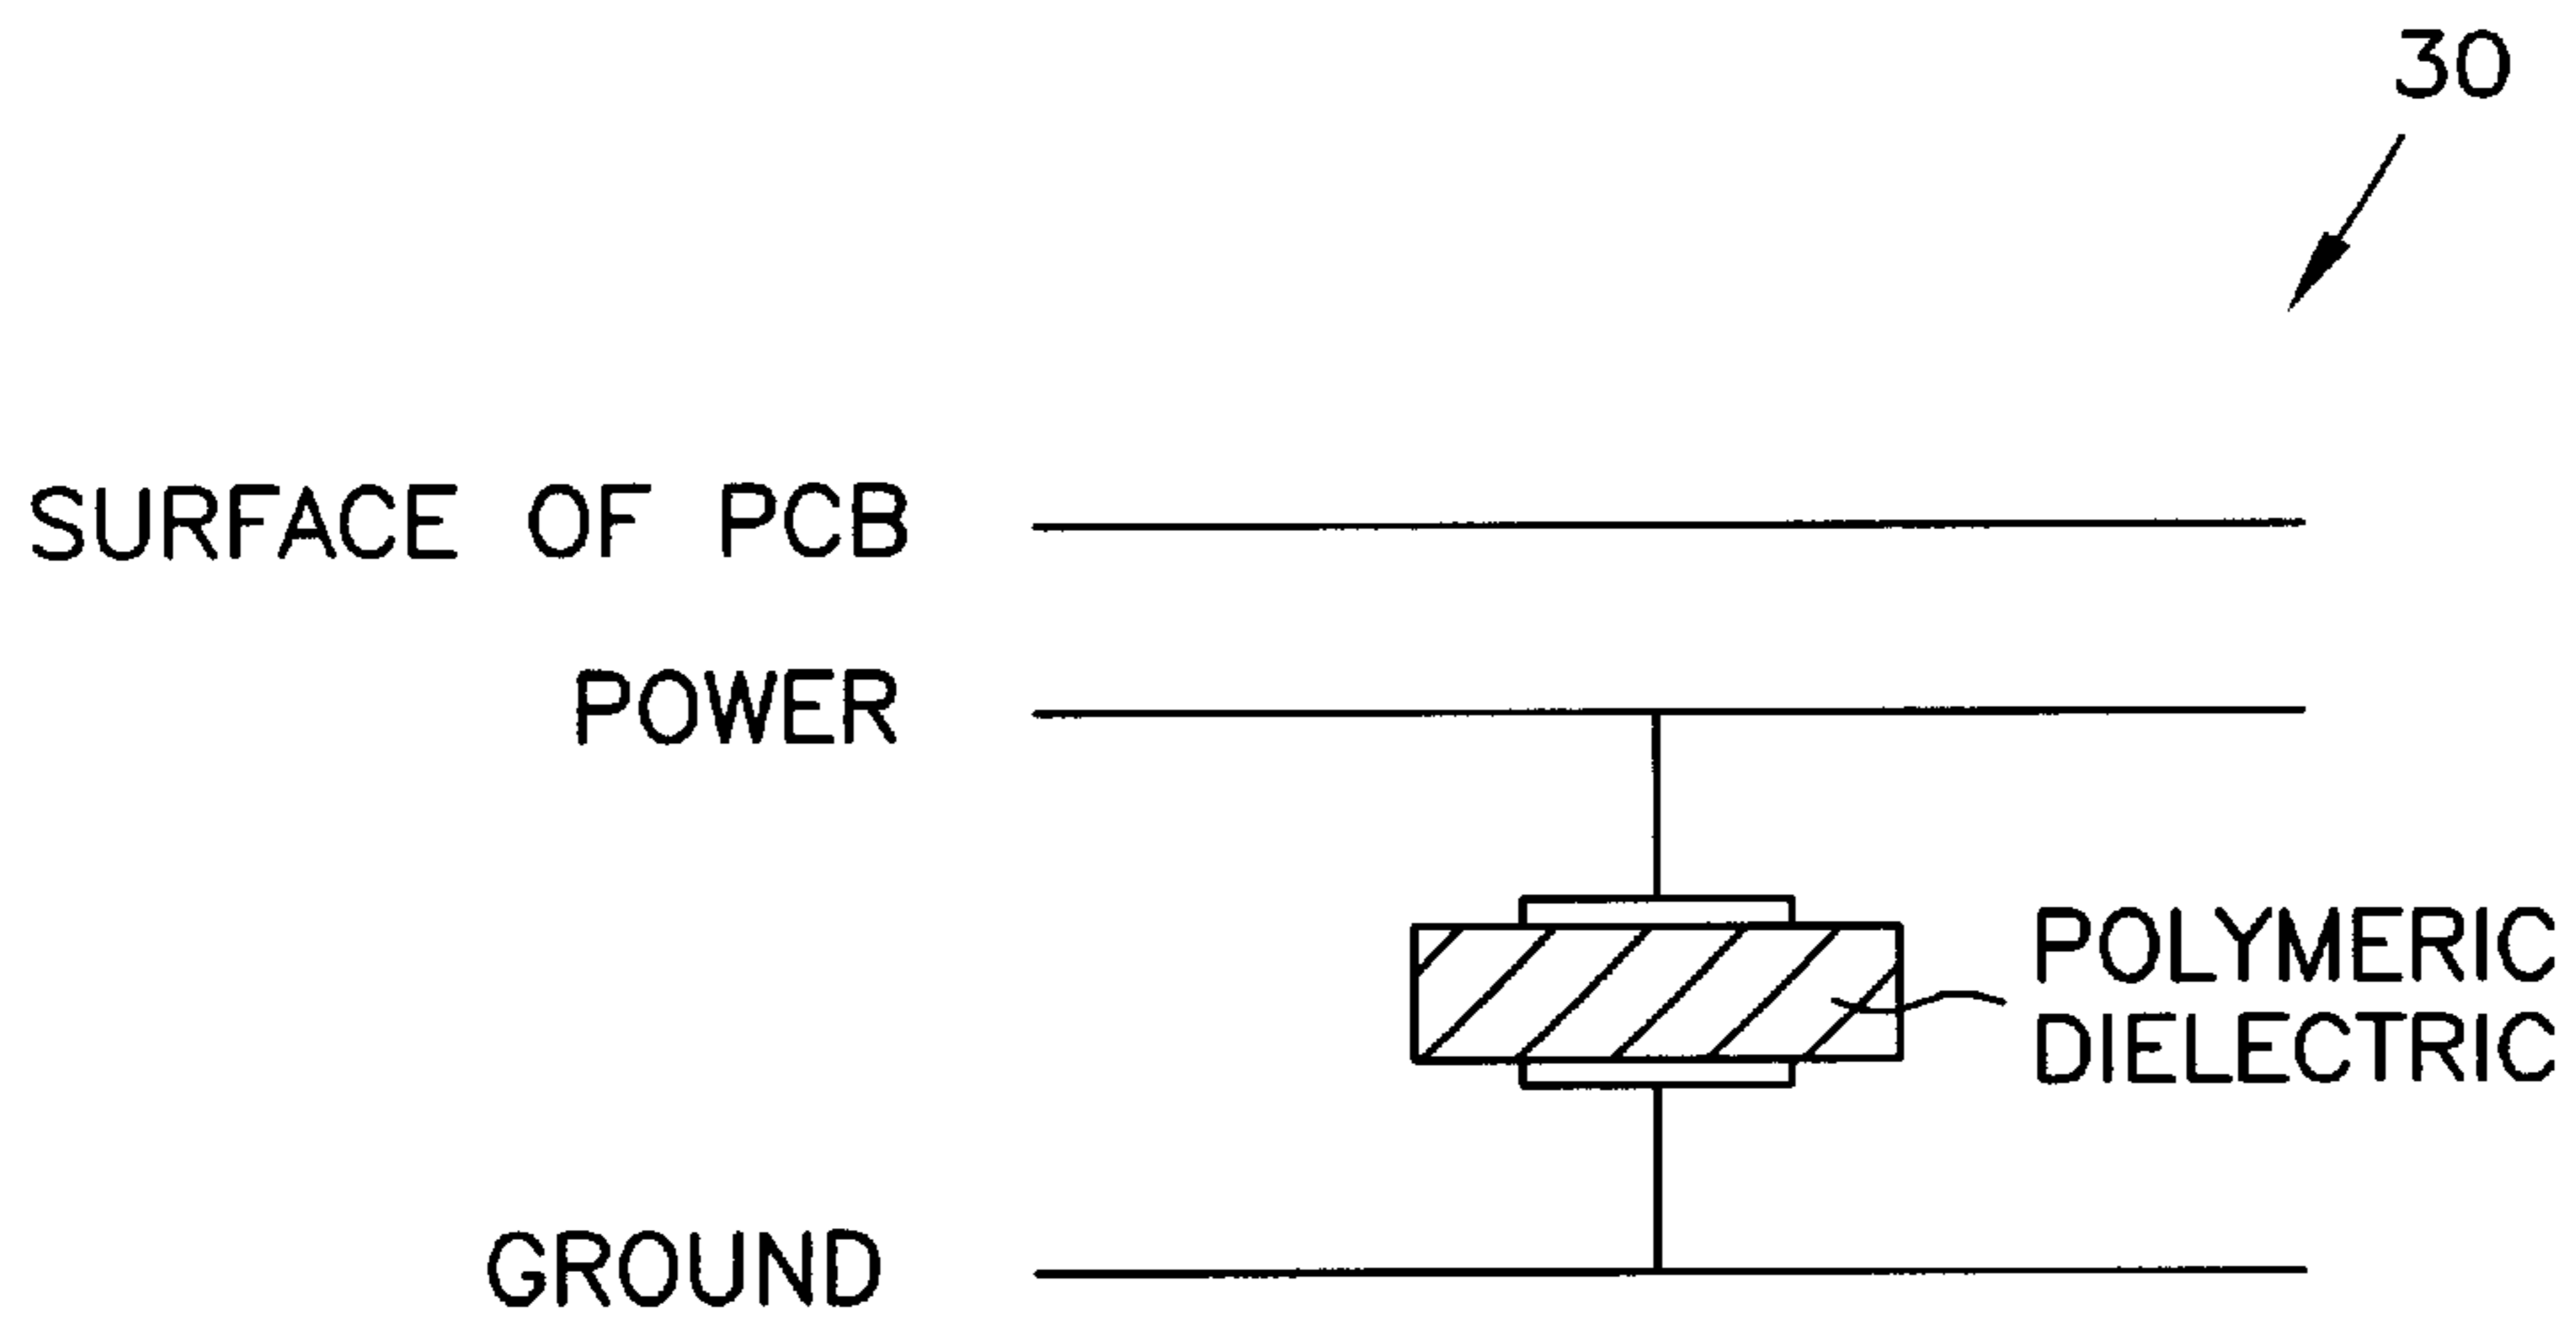 30
SURFACE OF PCB
POWER
POLYMERIC
DIELECTRIC
GROUND